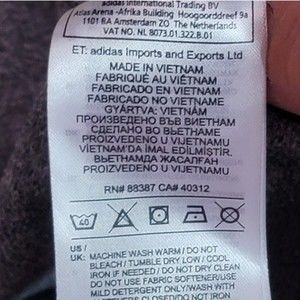 adidas International Trading BV
Atlas Arena -Afrika Building Hoogoorddreef 9a
1101 BA Amsterdam ZO The Netherlands
VAT NO. NL 8073.01.322.B.01
ET: adidas Imports and Exports Ltd
MADE IN VIETNAM
FABRIQUÉ AU VIÊTNAM
FABRICADO EN VIETNAM
FABRICADO NO VIETNAME
GYÁRTVA: VIETNÁM
ПРОИЗВЕДЕНО ВЪВ ВИЕТНАМ
СДЕЛАНО ВО ВЬЕТНАМЕ
PROIZVEDENO U VIJETNAMU
VİETNAM'DA İMAL EDİLMİŞTİR.
ВЬЕТНАМДА ЖАСАЛҒАН
PROIZVEDENO U VIJETNAMU
RN# 88387 CA# 40312
40
US /
UK: MACHINE WASH WARM / DO NOT
BLEACH / TUMBLE DRY LOW / COOL
IRON IF NEEDED / DO NOT DRY CLEAN
DO NOT USE FABRIC SOFTENER / USE
MILD DETERGENT ONLY / WASH WITH